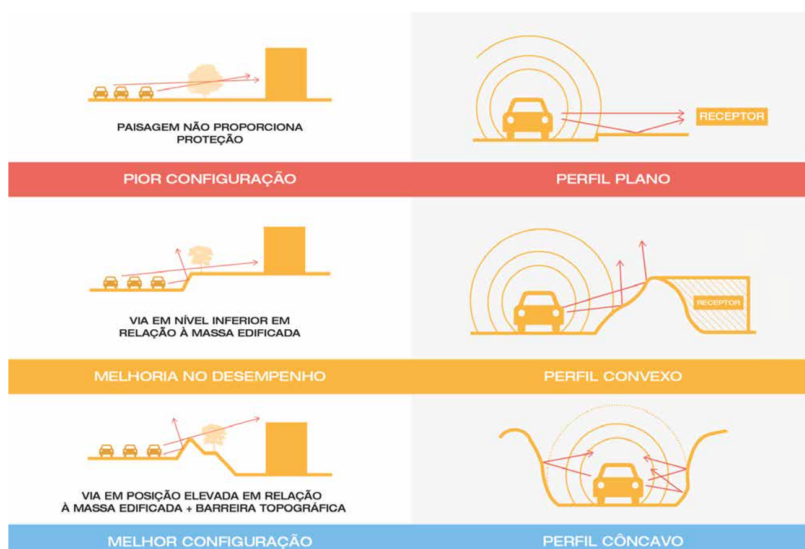 PAISAGEM NÃO PROPORCIONA
PROTEÇÃO
RECEPTOR
PIOR CONFIGURAÇÃO
PERFIL PLANO
VIA EM NÍVEL INFERIOR EM
RELAÇÃO À MASSA EDIFICADA
RECEPTOR
MELHORIA NO DESEMPENHO
PERFIL CONVEXO
VIA EM POSIÇÃO ELEVADA EM RELAÇÃO
À MASSA EDIFICADA + BARREIRA TOPOGRÁFICA
MELHOR CONFIGURAÇÃO
PERFIL CÔNCAVO